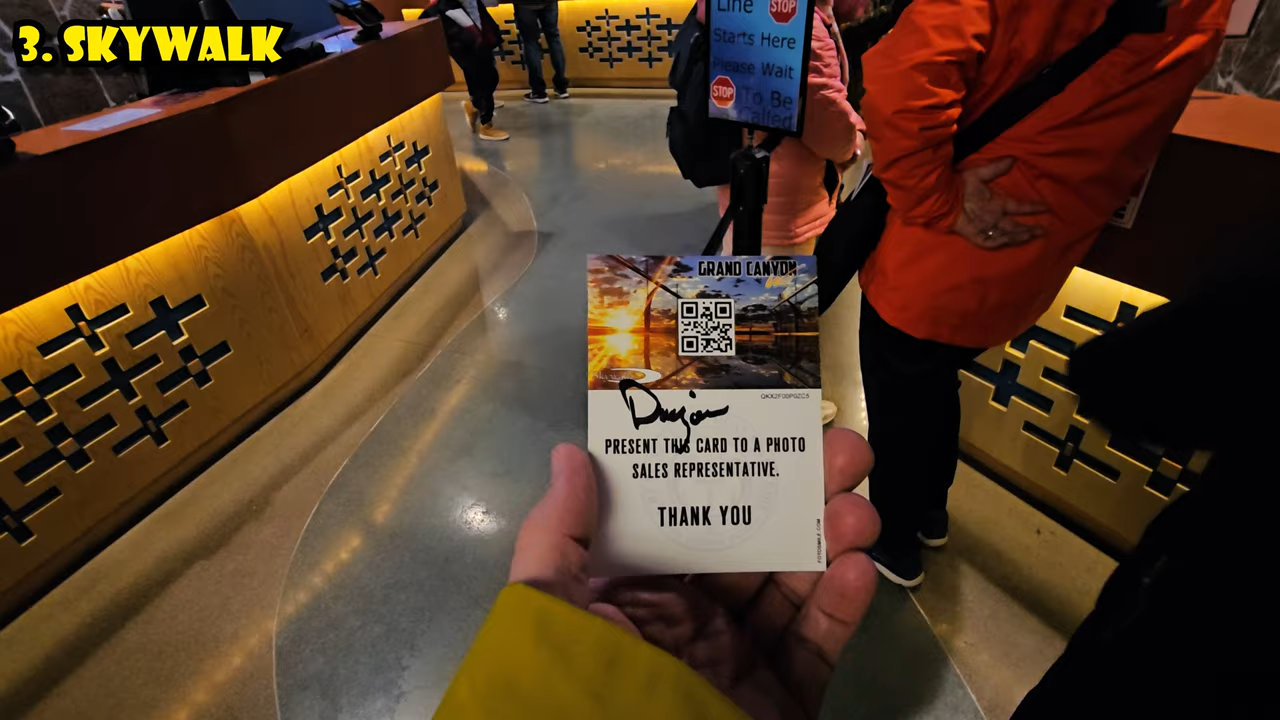 3. SKYWALK
Line STOP
Starts Here
Please Wait
STOP To Be
Called
GRAND CANYON
PRESENT THIS CARD TO A PHOTO
SALES REPRESENTATIVE.
THANK YOU